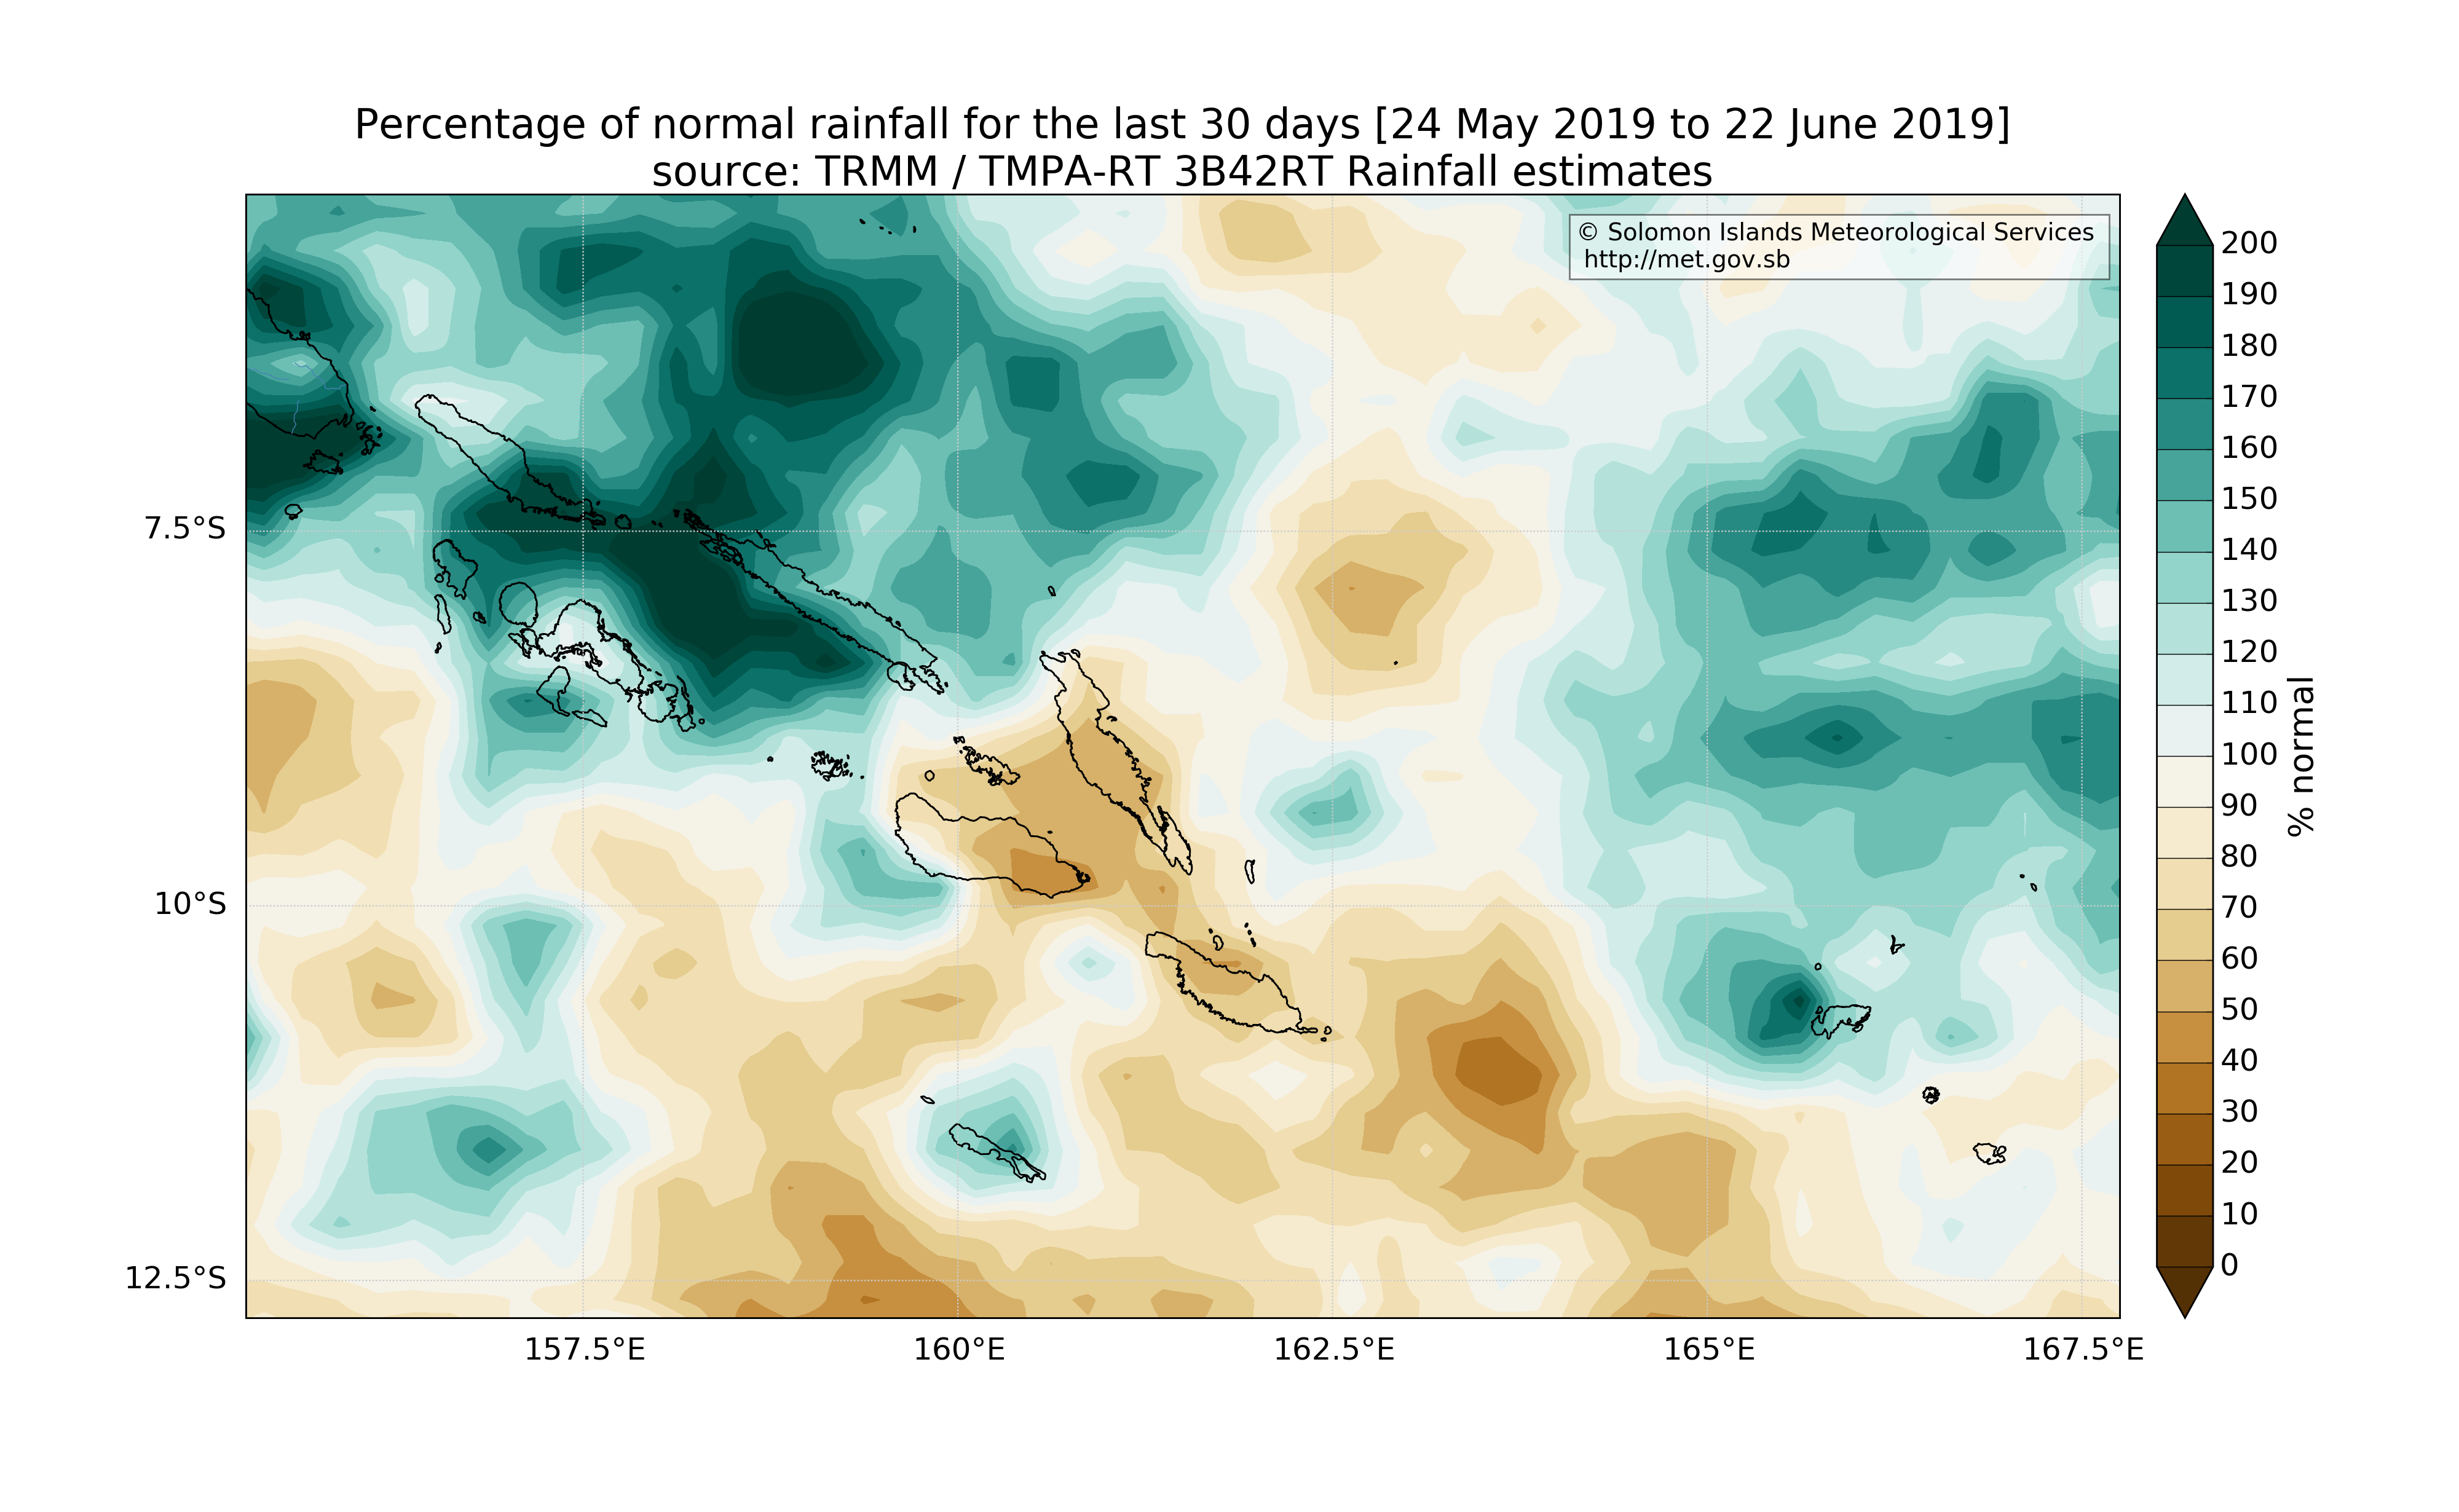 Percentage of normal rainfall for the last 30 days [24 May 2019 to 22 June 2019]
source: TRMM / TMPA-RT 3B42RT Rainfall estimates
© Solomon Islands Meteorological Services
http://met.gov.sb
7.5°S
10°S
12.5°S
157.5°E
160°E
162.5°E
165°E
167.5°E
200
190
180
170
160
150
140
130
120
110
100
90
80
70
60
50
40
30
20
10
0
% normal